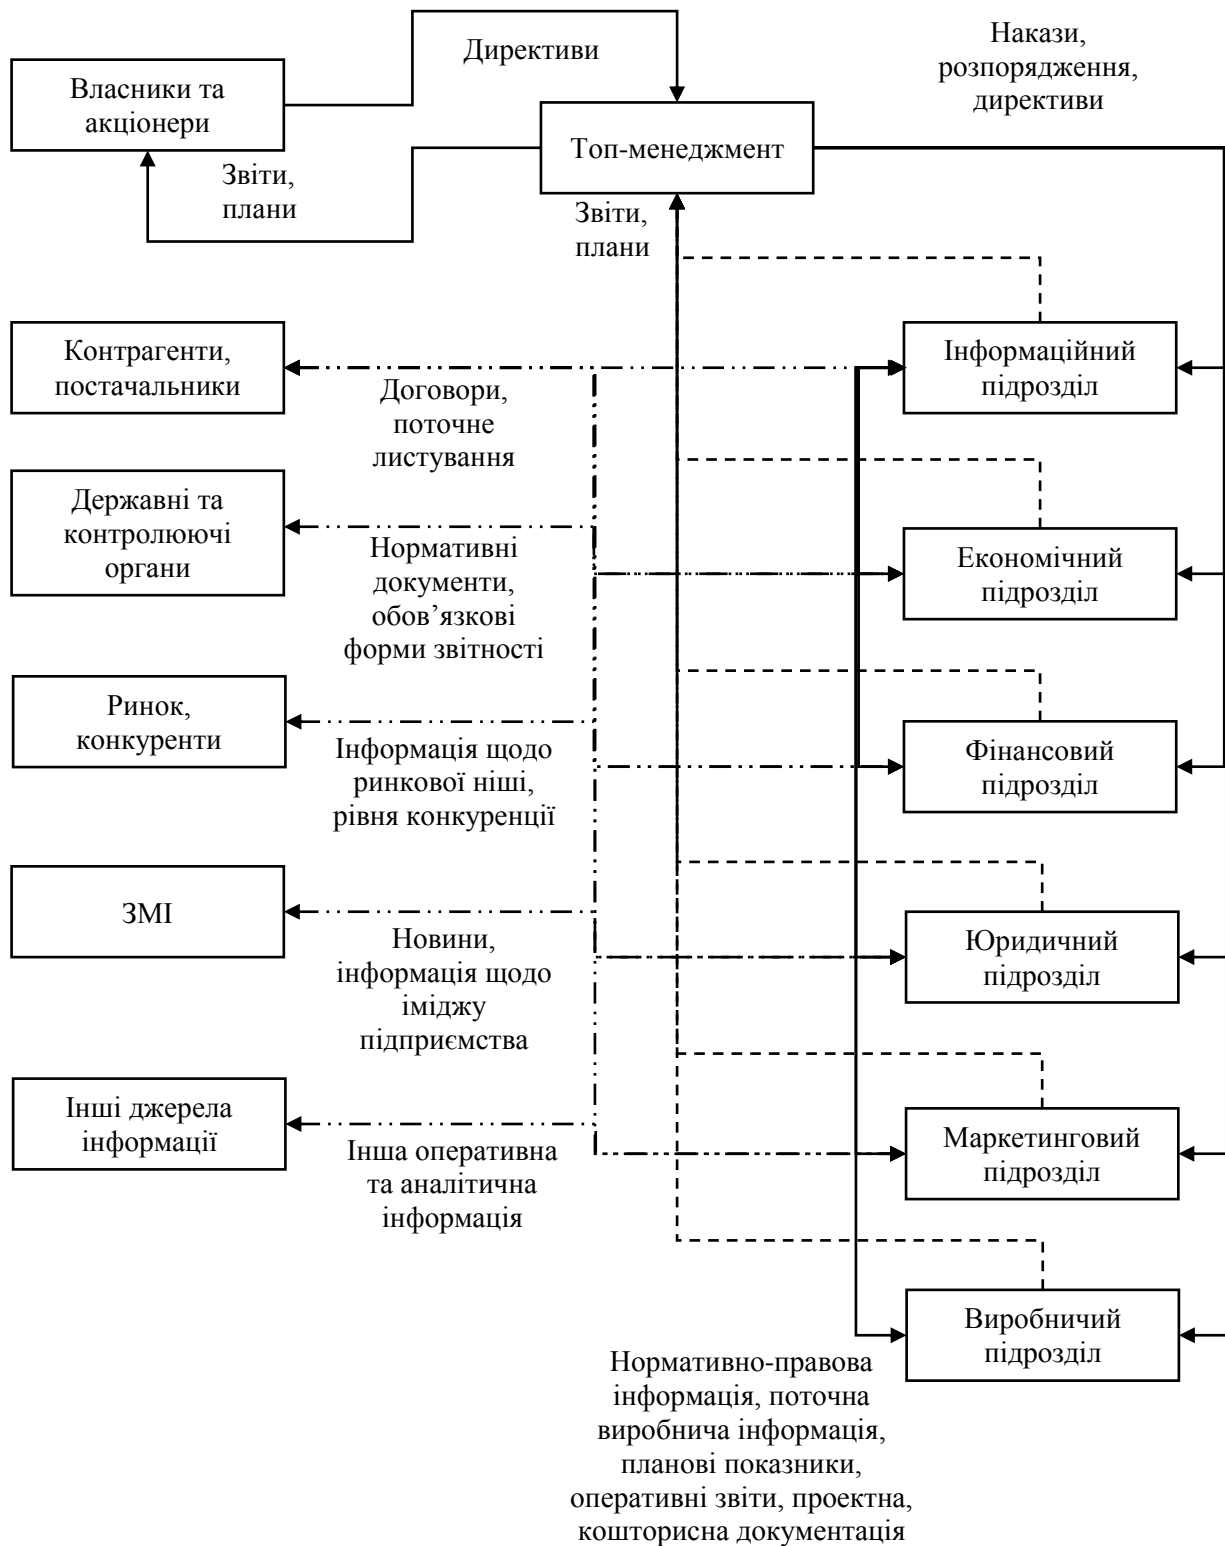 Директиви
Накази,
розпорядження,
директиви
Власники та
акціонери
Топ-менеджмент
Звіти,
плани
Звіти,
плани
Контрагенти,
постачальники
Інформаційний
підрозділ
Договори,
поточне
листування
Державні та
контролюючі
органи
Економічний
підрозділ
Нормативні
документи,
обов’язкові
форми звітності
Ринок,
конкуренти
Фінансовий
підрозділ
Інформація щодо
ринкової ніші,
рівня конкуренції
ЗМІ
Юридичний
підрозділ
Новини,
інформація щодо
іміджу
підприємства
Інші джерела
інформації
Маркетинговий
підрозділ
Інша оперативна
та аналітична
інформація
Виробничий
підрозділ
Нормативно-правова
інформація, поточна
виробнича інформація,
планові показники,
оперативні звіти, проектна,
кошторисна документація